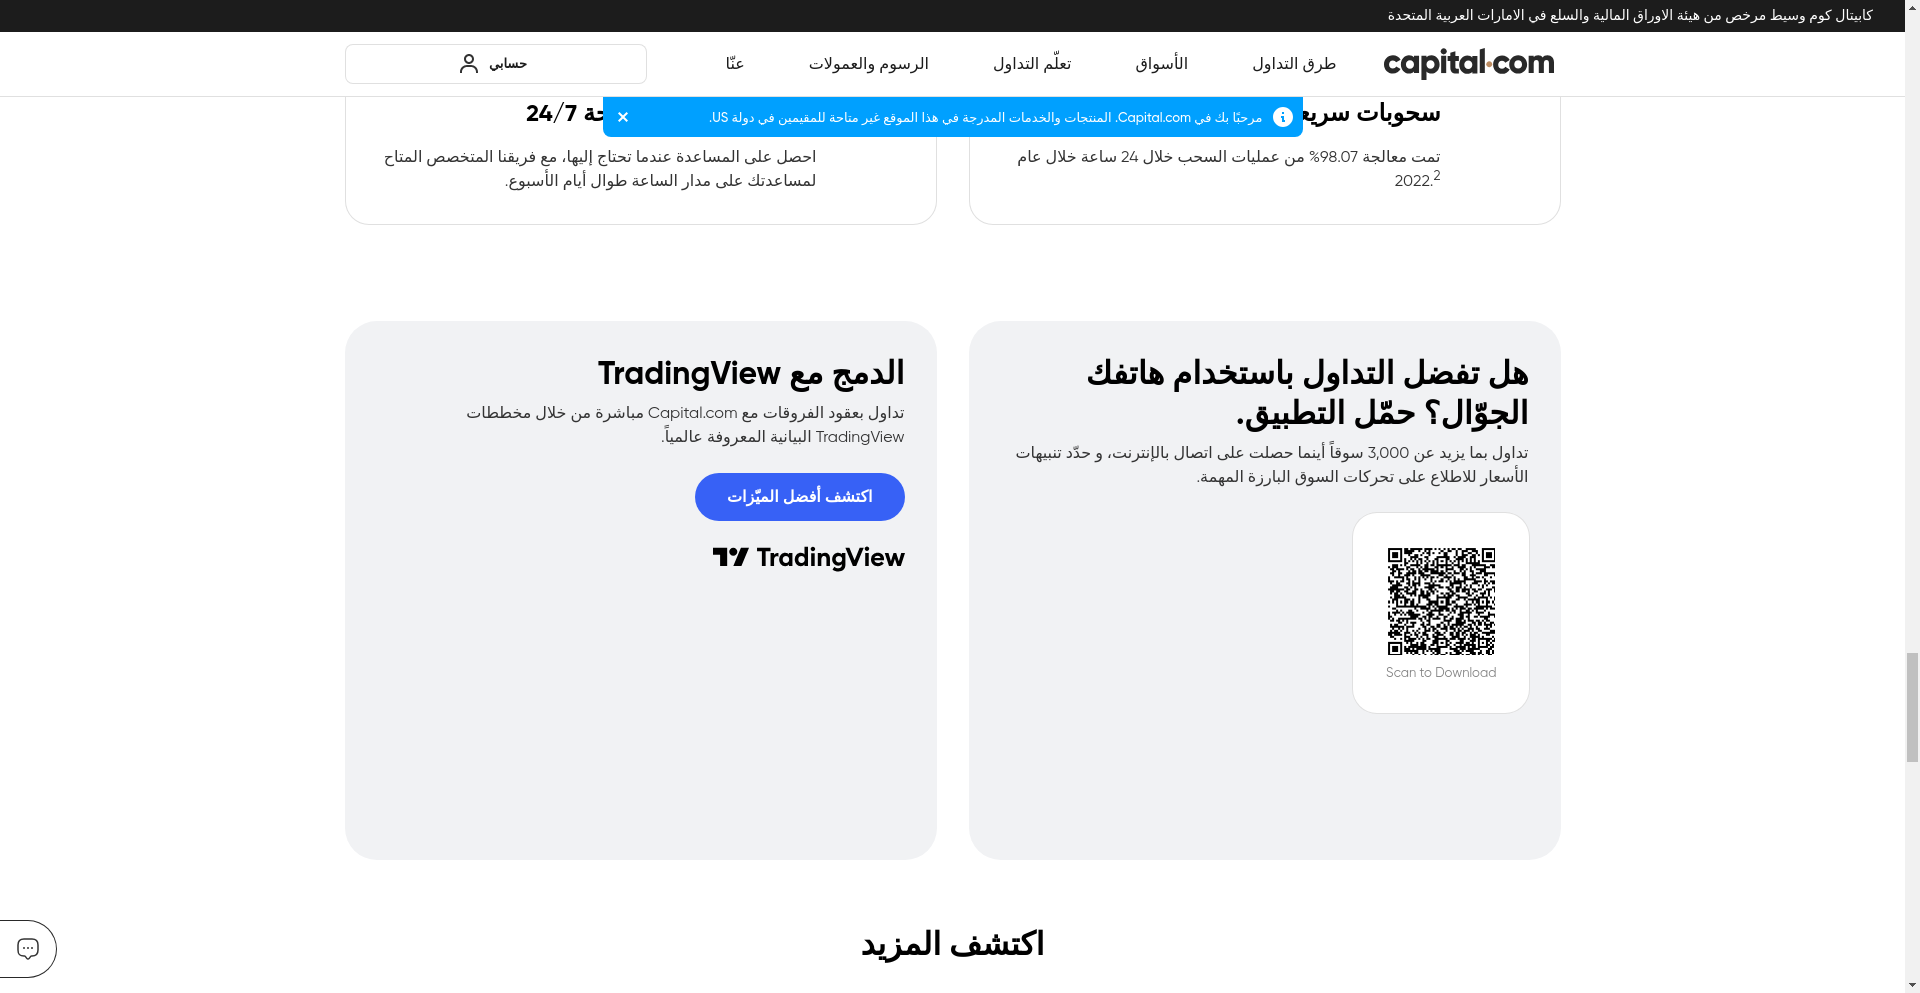 كابيتال كوم وسيط مرخص من هيئة الاوراق المالية والسلع في الامارات العربية المتحدة
capital.com
طرق التداول
الأسواق
تعلّم التداول
الرسوم والعمولات
عنّا
حسابي
مرحبًا بك في Capital.com. المنتجات والخدمات المدرجة في هذا الموقع غير متاحة للمقيمين في دولة US.
سحوبات
تمت معالجة 98.07% من عمليات السحب خلال 24 ساعة خلال عام
2022.2
24/7
احصل على المساعدة عندما تحتاج إليها، مع فريقنا المتخصص المتاح
لمساعدتك على مدار الساعة طوال أيام الأسبوع.
هل تفضل التداول باستخدام هاتفك
الجوّال؟ حمّل التطبيق.
تداول بما يزيد عن 3,000 سوقاً أينما حصلت على اتصال بالإنترنت، و حدّد تنبيهات
الأسعار للاطلاع على تحركات السوق البارزة المهمة.
Scan to Download
الدمج مع TradingView
تداول بعقود الفروقات مع Capital.com مباشرة من خلال مخططات
TradingView البيانية المعروفة عالمياً.
اكتشف أفضل الميّزات
TradingView
اكتشف المزيد